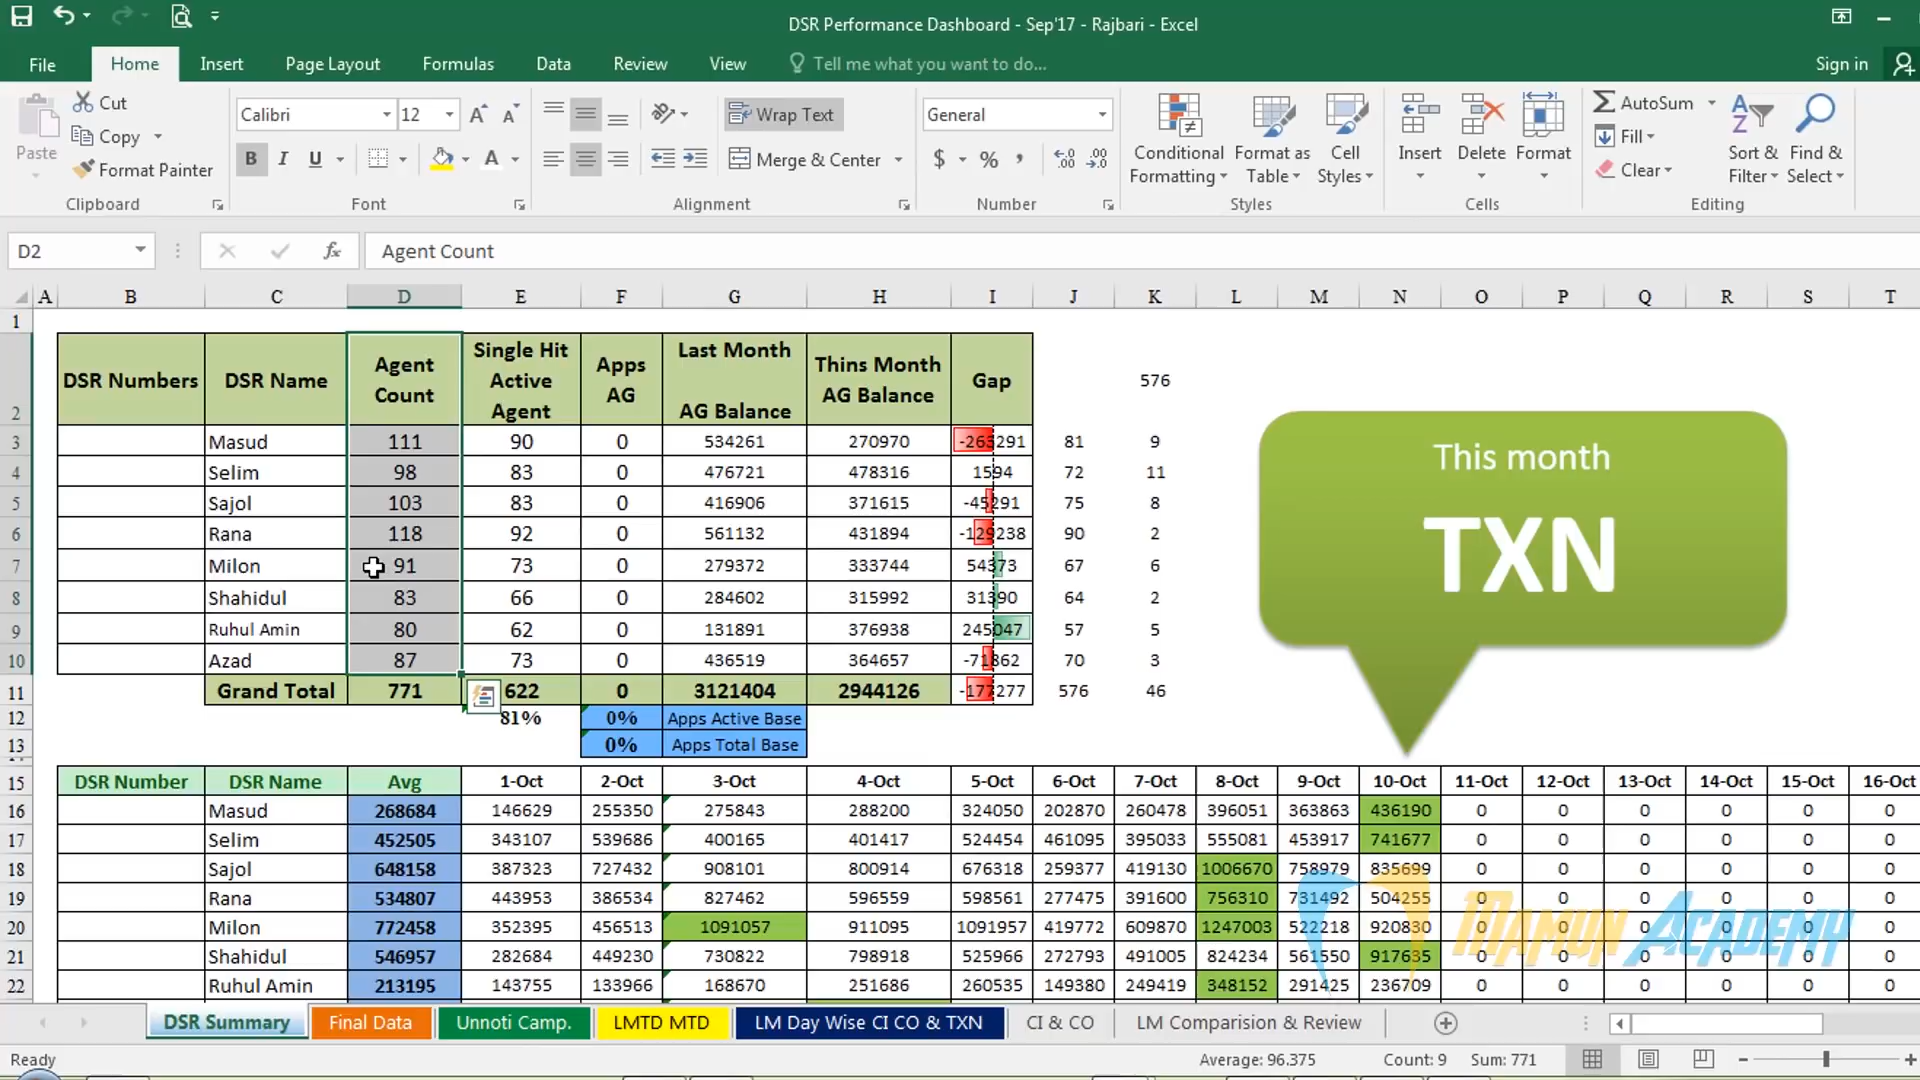 DSR Performance Dashboard - Sep'17 - Rajbari - Excel
File Home Insert Page Layout Formulas Data Review View Tell me what you want to do... Sign in
Paste
Cut
Copy
Format Painter
Clipboard
Calibri 12
B I U
Font
Wrap Text
Merge & Center
Alignment
General
$ %
Number
Conditional Formatting
Format as Table
Cell Styles
Styles
Insert
Delete
Format
Cells
AutoSum
Fill
Clear
Sort & Filter
Find & Select
Editing
D2 fx Agent Count
A B C D E F G H I J K L M N O P Q R S T
1
2 DSR Numbers DSR Name Agent Count Single Hit Active Agent Apps AG Last Month AG Balance Thins Month AG Balance Gap 576
3 Masud 111 90 0 534261 270970 -263291 81 9
4 Selim 98 83 0 476721 478316 1594 72 11
5 Sajol 103 83 0 416906 371615 -45291 75 8
6 Rana 118 92 0 561132 431894 -129238 90 2
7 Milon 91 73 0 279372 333744 54373 67 6
8 Shahidul 83 66 0 284602 315992 31390 64 2
9 Ruhul Amin 80 62 0 131891 376938 245047 57 5
10 Azad 87 73 0 436519 364657 -71862 70 3
11 Grand Total 771 622 0 3121404 2944126 -177277 576 46
12 81% 0% Apps Active Base
13 0% Apps Total Base
This month
TXN
15 DSR Number DSR Name Avg 1-Oct 2-Oct 3-Oct 4-Oct 5-Oct 6-Oct 7-Oct 8-Oct 9-Oct 10-Oct 11-Oct 12-Oct 13-Oct 14-Oct 15-Oct 16-Oct
16 Masud 268684 146629 255350 275843 288200 324050 202870 260478 396051 363863 436190 0 0 0 0 0 0
17 Selim 452505 343107 539686 400165 401417 524454 461095 395033 555081 453917 741677 0 0 0 0 0 0
18 Sajol 648158 387323 727432 908101 800914 676318 259377 419130 1006670 758979 835699 0 0 0 0 0 0
19 Rana 534807 443953 386534 827462 596559 598561 277475 391600 756310 731492 504255 0 0 0 0 0 0
20 Milon 772458 352395 456513 1091057 911095 1091957 419772 609870 1247003 522218 920830 0 0 0 0 0 0
21 Shahidul 546957 282684 449230 730822 798918 525966 272793 491005 824234 561550 917635 0 0 0 0 0 0
22 Ruhul Amin 213195 143755 133966 168670 251686 260535 149380 249419 348152 291425 236709 0 0 0 0 0 0
MAMUN ACADEMY
DSR Summary Final Data Unnoti Camp. LMTD MTD LM Day Wise CI CO & TXN CI & CO LM Comparision & Review
Ready Average: 96.375 Count: 9 Sum: 771